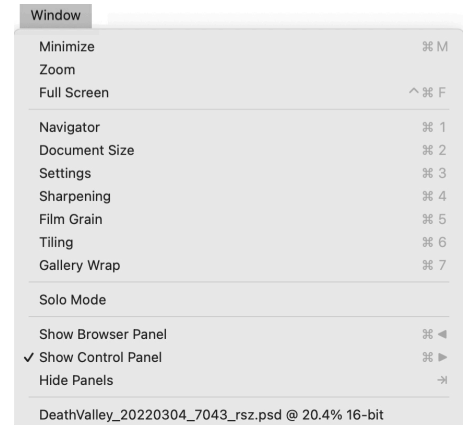 Window
Minimize ⌘ M
Zoom
Full Screen ^ ⌘ F
Navigator ⌘ 1
Document Size ⌘ 2
Settings ⌘ 3
Sharpening ⌘ 4
Film Grain ⌘ 5
Tiling ⌘ 6
Gallery Wrap ⌘ 7
Solo Mode
Show Browser Panel ⌘ ◀
✓ Show Control Panel ⌘ ▶
Hide Panels ⇥
DeathValley_20220304_7043_rsz.psd @ 20.4% 16-bit